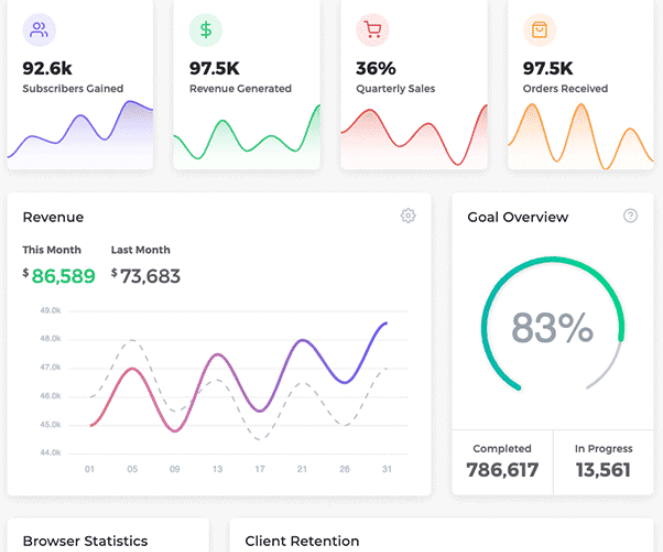 92.6k
Subscribers Gained
97.5K
Revenue Generated
36%
Quarterly Sales
97.5K
Orders Received
Revenue
This Month
Last Month
$86,589
$73,683
49.0k
48.0k
47.0k
46.0k
45.0k
44.0k
01 05 09 13 17 21 26 31
Goal Overview
?
83%
Completed
In Progress
786,617
13,561
Browser Statistics
Client Retention